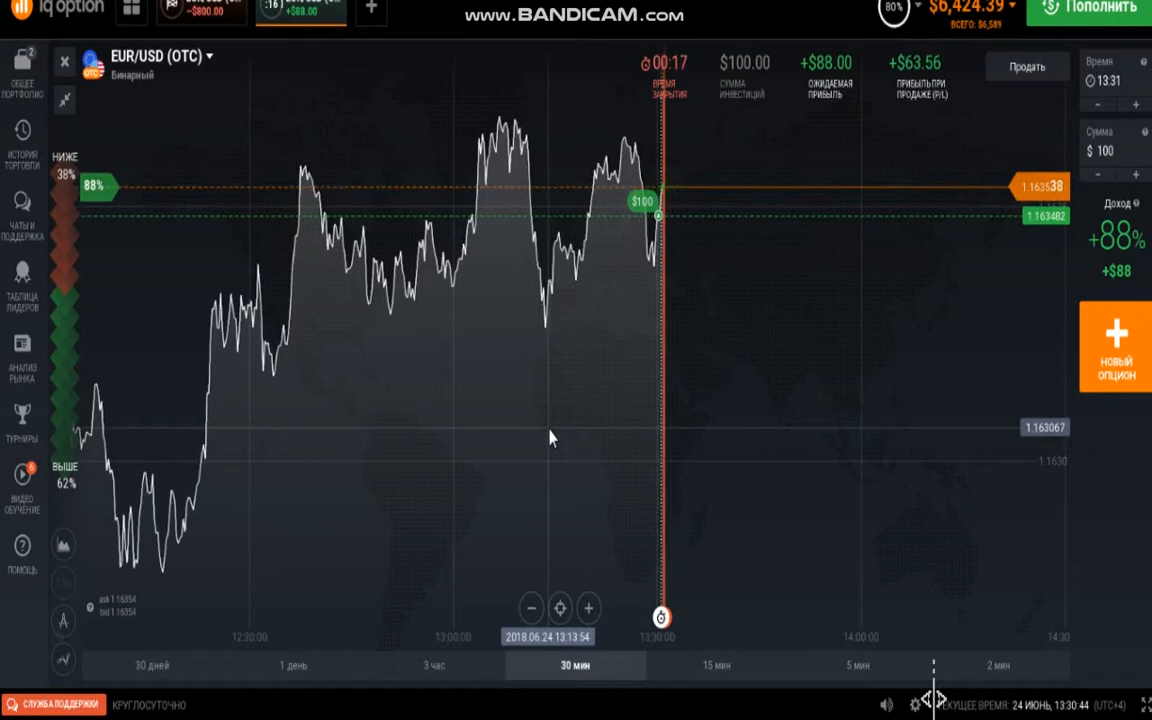 www.BANDICAM.com
iq option
−$800.00
:16
+$88.00
80%
$6,424.39
ВСЕГО: $6,589
Пополнить
2
ОБЩЕЕ
ПОРТФОЛИО
ИСТОРИЯ
ТОРГОВЛИ
ЧАТЫ И
ПОДДЕРЖКА
ТАБЛИЦА
ЛИДЕРОВ
АНАЛИЗ
РЫНКА
ТУРНИРЫ
6
ВИДЕО
ОБУЧЕНИЕ
ПОМОЩЬ
EUR/USD (OTC)
OTC
Бинарный
00:17
ВРЕМЯ
ЗАКРЫТИЯ
$100.00
СУММА
ИНВЕСТИЦИЙ
+$88.00
ОЖИДАЕМАЯ
ПРИБЫЛЬ
+$63.56
ПРИБЫЛЬ ПРИ
ПРОДАЖЕ (P/L)
Продать
НИЖЕ
38%
88%
$100
1.163538
1.163482
1.163067
1.1630
ВЫШЕ
62%
ask 1.16354
bid 1.16354
12:30:00
13:00:00
2018.06.24 13:13:54
13:30:00
14:00:00
14:30
30 дней
1 день
3 час
30 мин
15 мин
5 мин
2 мин
Время
13:31
Сумма
$ 100
Доход
+88%
+$88
НОВЫЙ
ОПЦИОН
СЛУЖБА ПОДДЕРЖКИ
КРУГЛОСУТОЧНО
ЕКУЩЕЕ ВРЕМЯ: 24 ИЮНЬ, 13:30:44 (UTC+4)